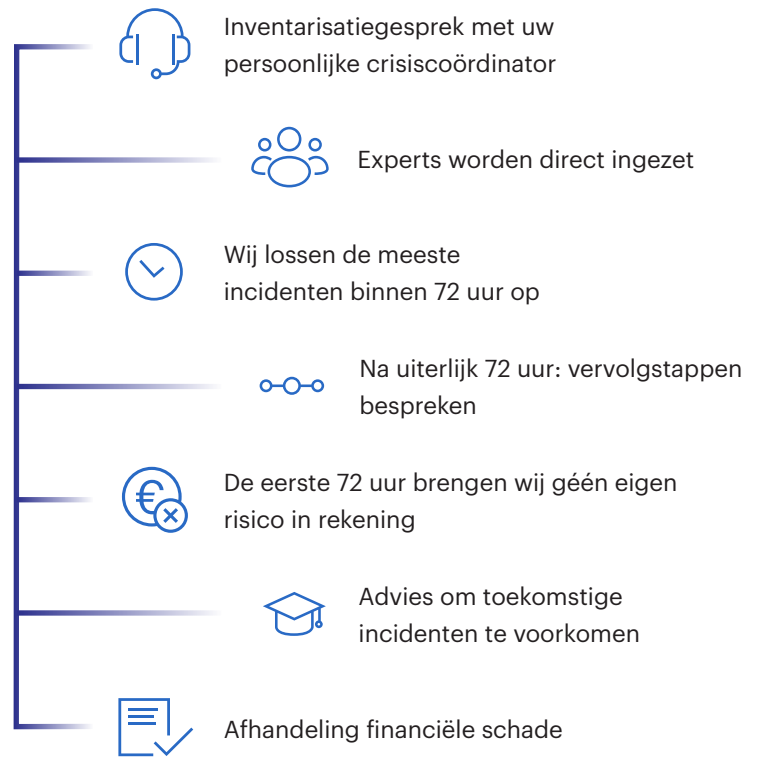 Inventarisatiegesprek met uw
persoonlijke crisiscoördinator
Experts worden direct ingezet
Wij lossen de meeste
incidenten binnen 72 uur op
Na uiterlijk 72 uur: vervolgstappen
bespreken
De eerste 72 uur brengen wij géén eigen
risico in rekening
Advies om toekomstige
incidenten te voorkomen
Afhandeling financiële schade